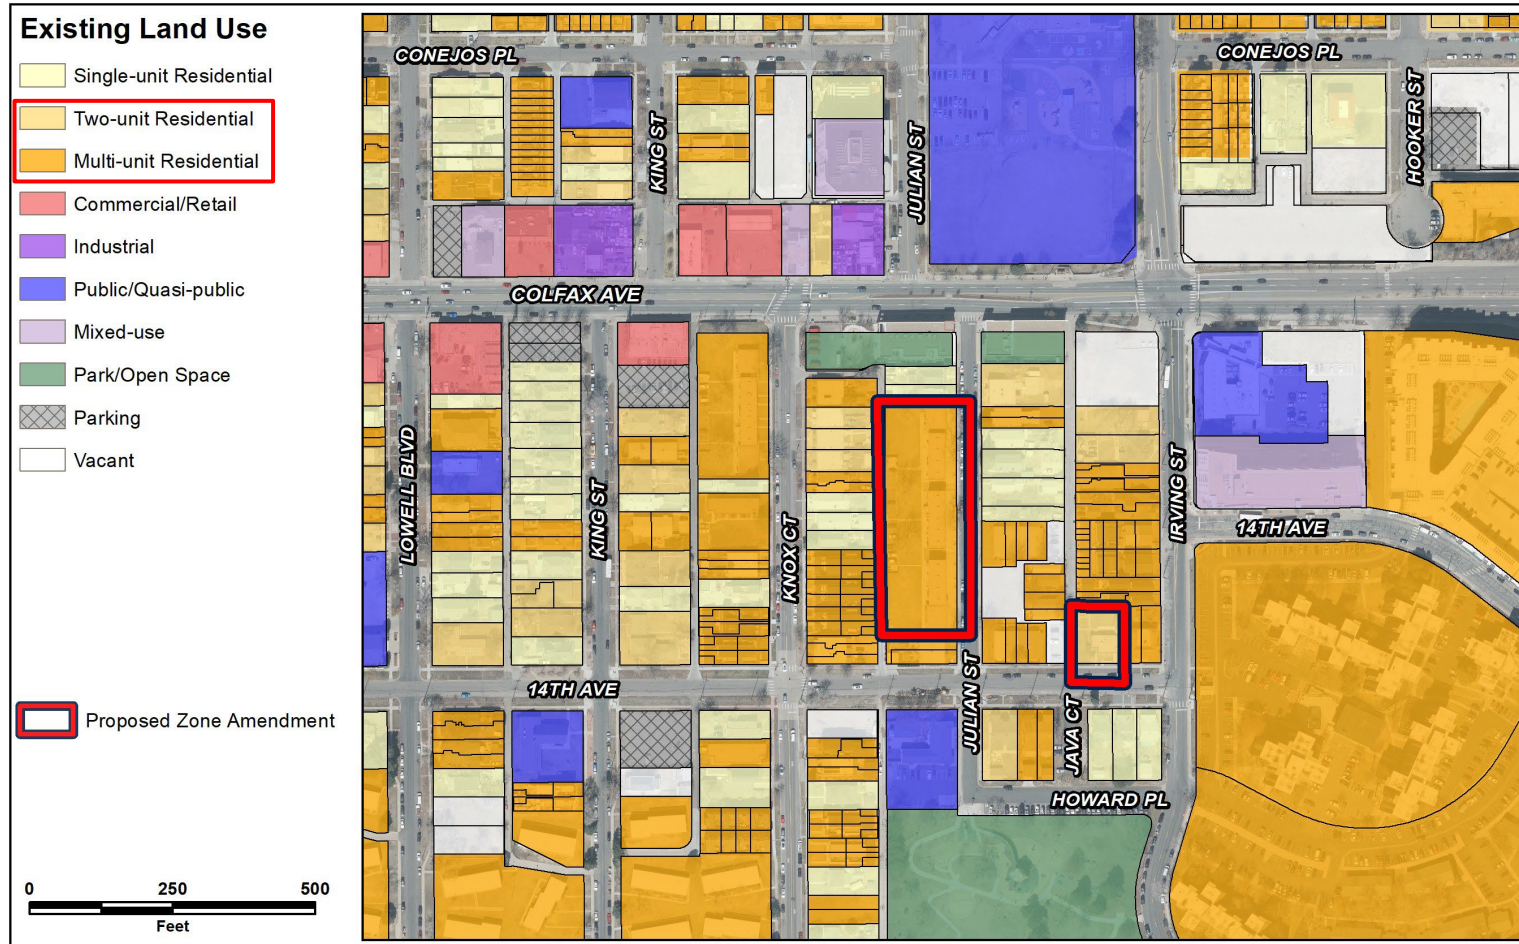 Existing Land Use
Single-unit Residential
Two-unit Residential
Multi-unit Residential
Commercial/Retail
Industrial
Public/Quasi-public
Mixed-use
Park/Open Space
Parking
Vacant
Proposed Zone Amendment
0 250 500
Feet
CONEJOS PL
CONEJOS PL
KING ST
JULIAN ST
HOOKER ST
COLFAX AVE
LOWELL BLVD
KING ST
KNOX CT
IRVING ST
14TH AVE
14TH AVE
JULIAN ST
JAVA CT
HOWARD PL